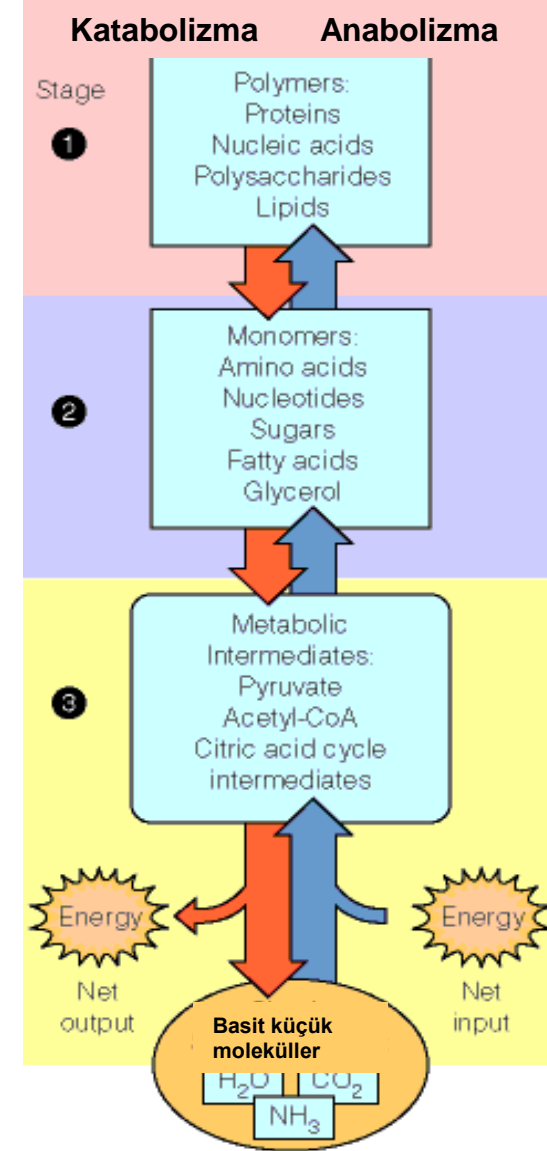 Katabolizma Anabolizma
Stage
1
Polymers:
Proteins
Nucleic acids
Polysaccharides
Lipids
2
Monomers:
Amino acids
Nucleotides
Sugars
Fatty acids
Glycerol
3
Metabolic
Intermediates:
Pyruvate
Acetyl-CoA
Citric acid cycle
intermediates
Energy
Net
output
Energy
Net
input
Basit küçük
moleküller
H₂O CO₂
NH₃